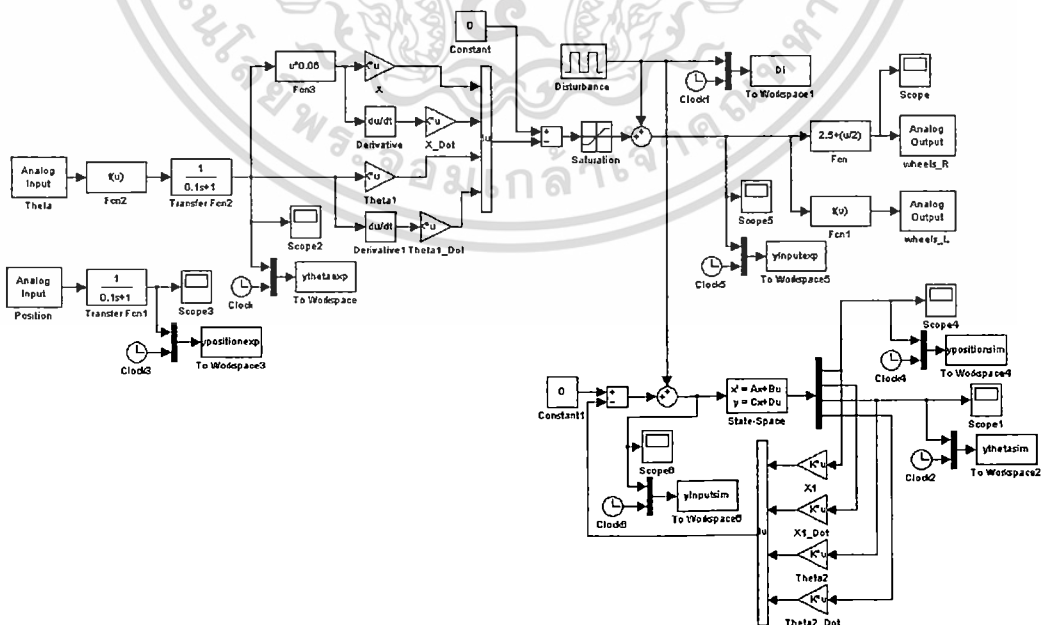 0
Constant
u*0.06
Fcn3
K*u
X
du/dt
Derivative
K*u
X_Dot
Analog
Input
Theta
f(u)
Fcn2
1
0.1s+1
Transfer Fcn2
K*u
Theta1
du/dt
Derivative1
K*u
Theta1_Dot
Scope2
Clock
ythetaexp
To Workspace
Analog
Input
Position
1
0.1s+1
Transfer Fcn1
Scope3
Clock3
ypositionexp
To Workspace3
Disturbance
Clock1
Di
To Workspace1
Saturation
2.5+(u/2)
Fcn
Scope
Analog
Output
wheels_R
f(u)
Fcn1
Analog
Output
wheels_L
Scope5
Clock5
yinputexp
To Workspace5
0
Constant1
x' = Ax+Bu
y = Cx+Du
State-Space
Scope4
Clock4
ypositionsim
To Workspace4
Scope1
Clock2
ythetasim
To Workspace2
Scope6
Clock6
yinputsim
To Workspace6
K*u
X1
K*u
X1_Dot
K*u
Theta2
K*u
Theta2_Dot